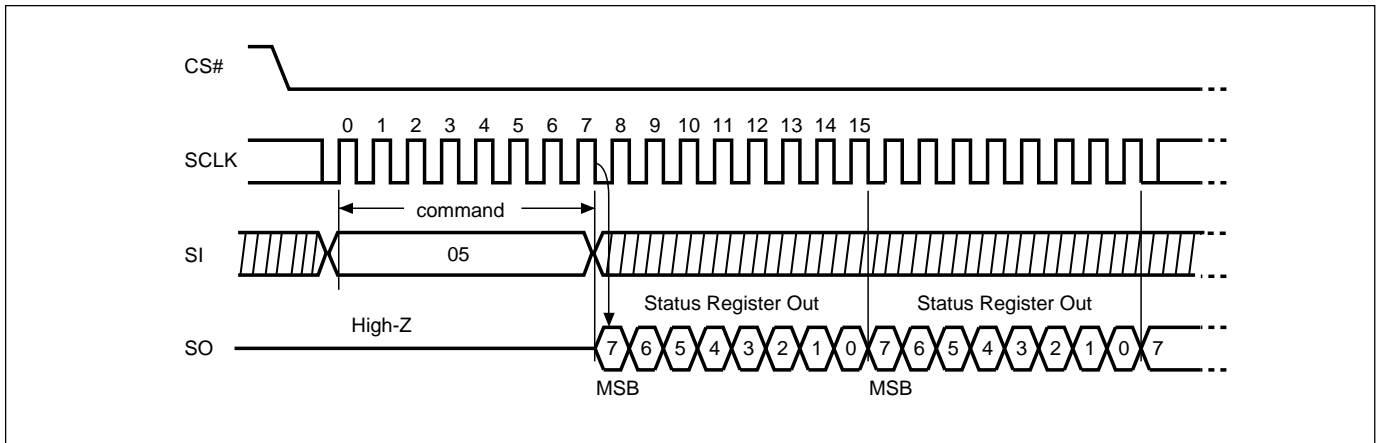 CS#
0 1 2 3 4 5 6 7 8 9 10 11 12 13 14 15
SCLK
command
SI
05
Status Register Out Status Register Out
High-Z
SO
7 6 5 4 3 2 1 0 7 6 5 4 3 2 1 0 7
MSB MSB